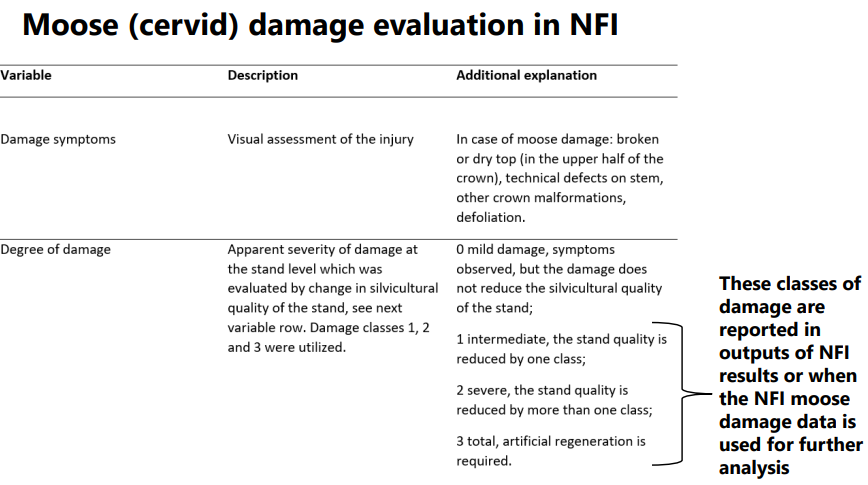 Moose (cervid) damage evaluation in NFI
Variable
Description
Additional explanation
Damage symptoms
Visual assessment of the injury
In case of moose damage: broken
or dry top (in the upper half of the
crown), technical defects on stem,
other crown malformations,
defoliation.
Degree of damage
Apparent severity of damage at
the stand level which was
evaluated by change in silvicultural
quality of the stand, see next
variable row. Damage classes 1, 2
and 3 were utilized.
0 mild damage, symptoms
observed, but the damage does
not reduce the silvicultural quality
of the stand;
1 intermediate, the stand quality is
reduced by one class;
2 severe, the stand quality is
reduced by more than one class;
3 total, artificial regeneration is
required.
These classes of
damage are
reported in
outputs of NFI
results or when
the NFI moose
damage data is
used for further
analysis